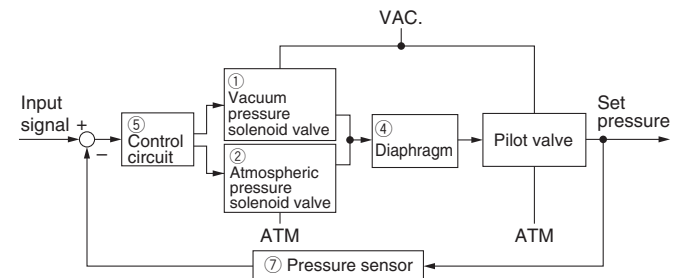 VAC.
Input
signal +
−
⑤
Control
circuit
①
Vacuum
pressure
solenoid valve
②
Atmospheric
pressure
solenoid valve
④
Diaphragm
Pilot valve
Set
pressure
ATM
ATM
⑦ Pressure sensor